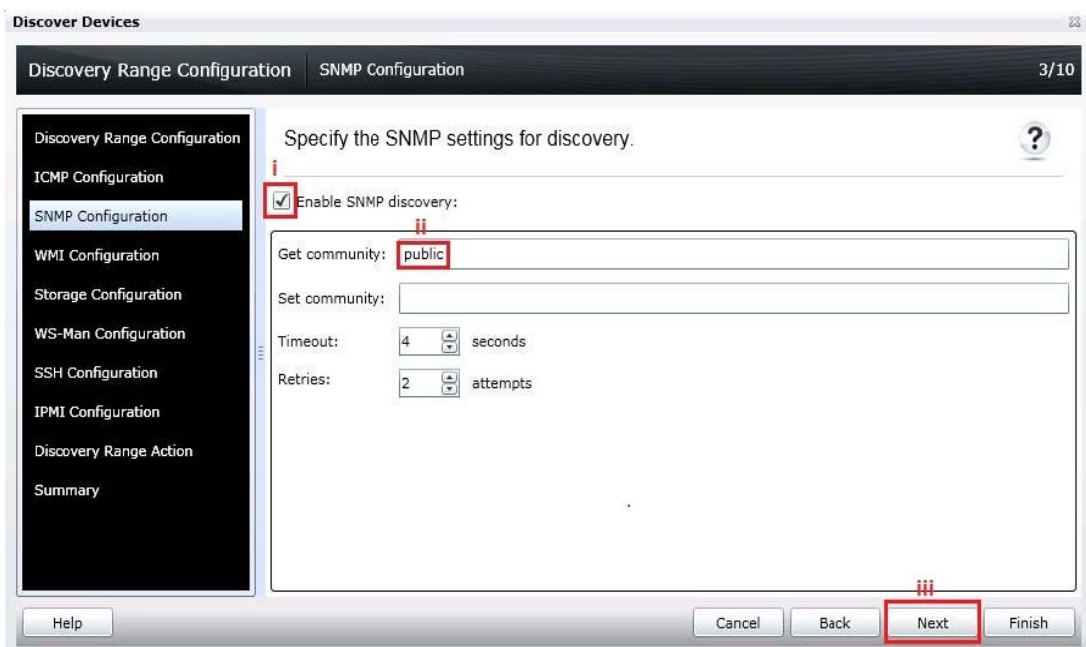 Discover Devices
Discovery Range Configuration SNMP Configuration 3/10
Discovery Range Configuration
ICMP Configuration
SNMP Configuration
WMI Configuration
Storage Configuration
WS-Man Configuration
SSH Configuration
IPMI Configuration
Discovery Range Action
Summary
Specify the SNMP settings for discovery. ?
i
Enable SNMP discovery:
ii
Get community: public
Set community:
Timeout: 4 seconds
Retries: 2 attempts
iii
Help Cancel Back Next Finish